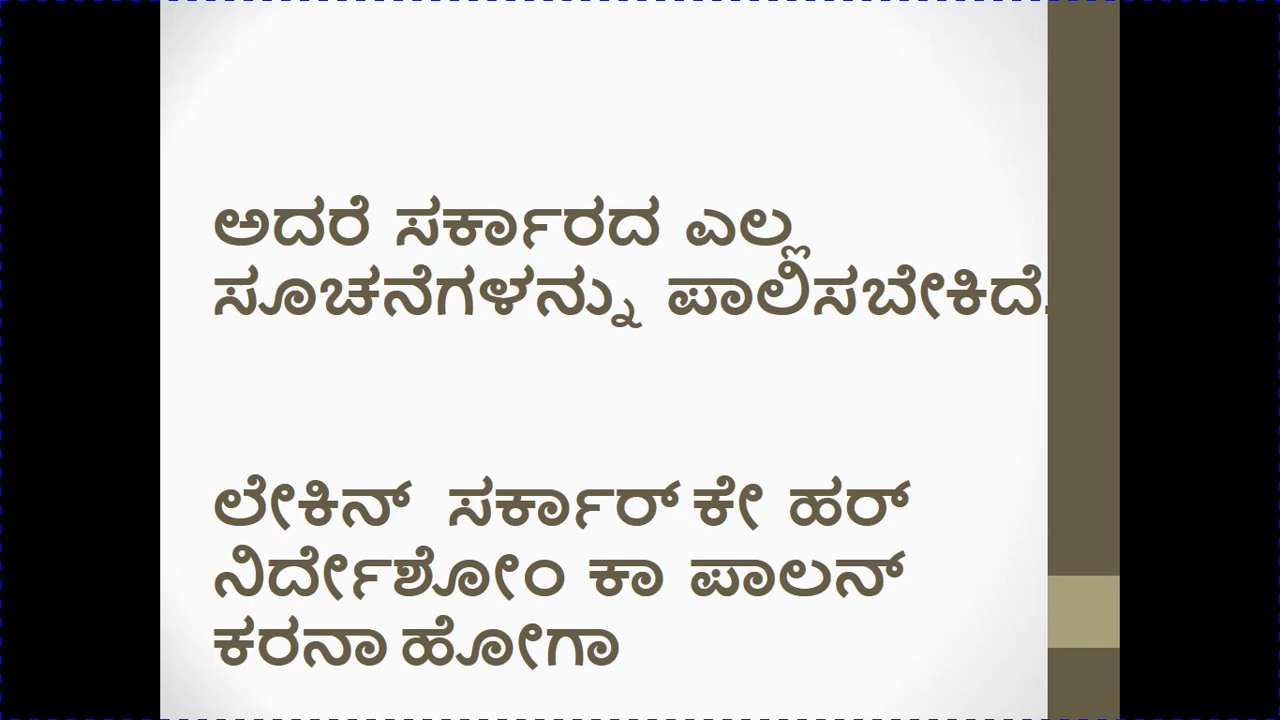 ಅದರೆ ಸರ್ಕಾರದ ಎಲ್ಲ
ಸೂಚನೆಗಳನ್ನು ಪಾಲಿಸಬೇಕಿದೆ.
ಲೇಕಿನ್ ಸರ್ಕಾರ್ ಕೇ ಹರ್
ನಿರ್ದೇಶೋಂ ಕಾ ಪಾಲನ್
ಕರನಾ ಹೋಗಾ